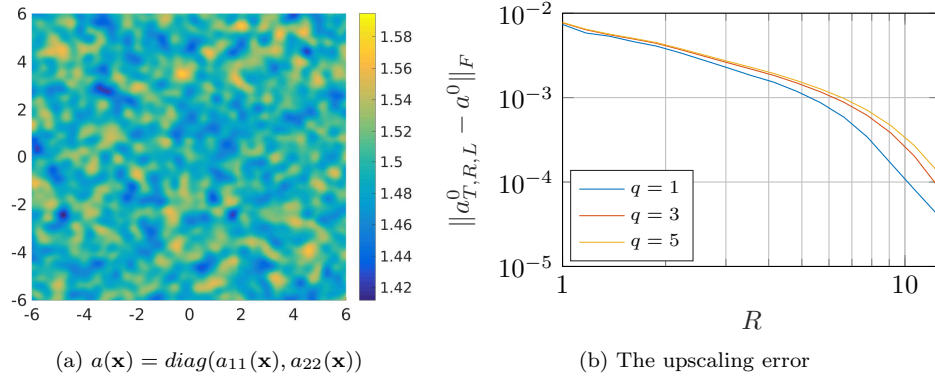 6
4
2
0
-2
-4
-6
-6 -4 -2 0 2 4 6
1.58
1.56
1.54
1.52
1.5
1.48
1.46
1.44
1.42
(a) a(𝐱) = diag(a₁₁(𝐱), a₂₂(𝐱))
‖a⁰_{T,R,L} − a⁰‖_F
10⁻²
10⁻³
10⁻⁴
10⁻⁵
q = 1
q = 3
q = 5
1 10
R
(b) The upscaling error